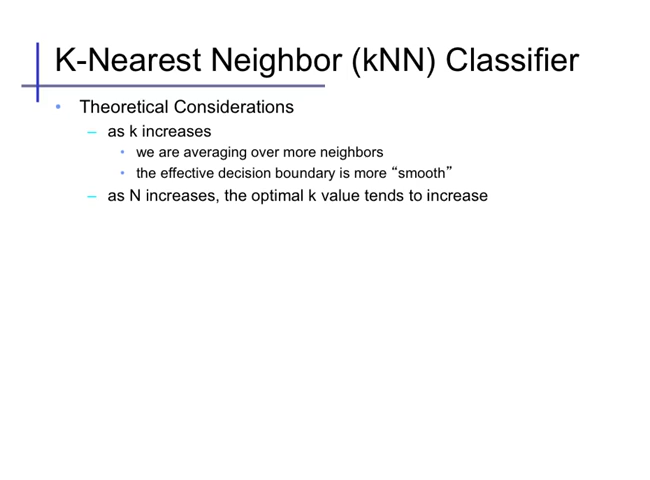 K-Nearest Neighbor (kNN) Classifier
• Theoretical Considerations
– as k increases
• we are averaging over more neighbors
• the effective decision boundary is more “smooth”
– as N increases, the optimal k value tends to increase